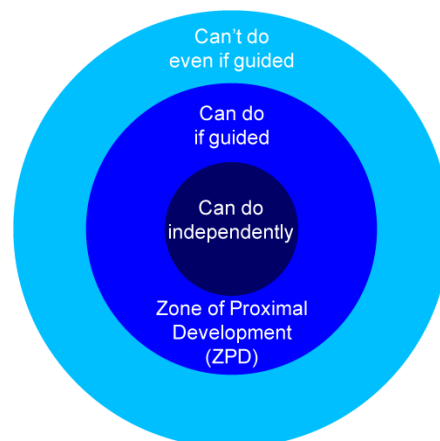 Can't do
even if guided
Can do
if guided
Can do
independently
Zone of Proximal
Development
(ZPD)